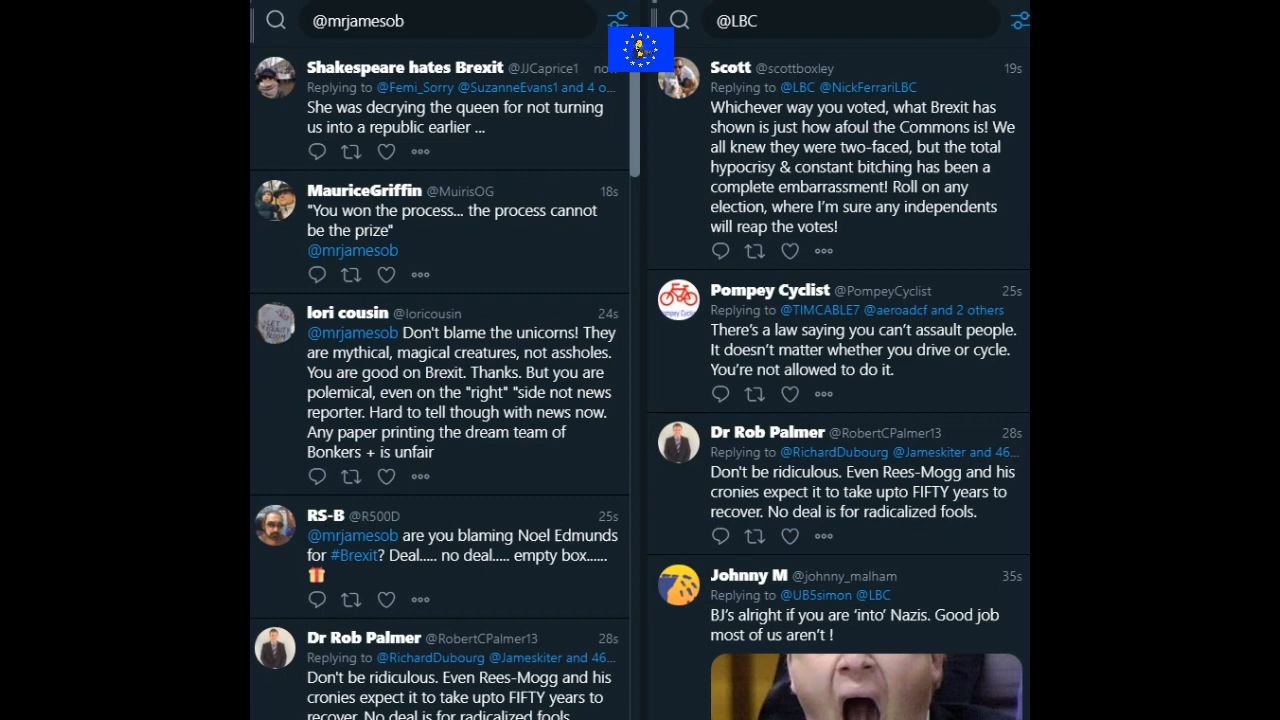 @mrjamesob
Shakespeare hates Brexit @JJCaprice1 now
Replying to @Femi_Sorry @SuzanneEvans1 and 4 o...
She was decrying the queen for not turning
us into a republic earlier ...
MauriceGriffin @MuirisOG 18s
"You won the process... the process cannot
be the prize"
@mrjamesob
lori cousin @loricousin 24s
@mrjamesob Don't blame the unicorns! They
are mythical, magical creatures, not assholes.
You are good on Brexit. Thanks. But you are
polemical, even on the "right" "side not news
reporter. Hard to tell though with news now.
Any paper printing the dream team of
Bonkers + is unfair
RS-B @R500D 25s
@mrjamesob are you blaming Noel Edmunds
for #Brexit? Deal..... no deal..... empty box......
Dr Rob Palmer @RobertCPalmer13 28s
Replying to @RichardDubourg @Jameskiter and 46...
Don't be ridiculous. Even Rees-Mogg and his
cronies expect it to take upto FIFTY years to
recover. No deal is for radicalized fools.
@LBC
Scott @scottboxley 19s
Replying to @LBC @NickFerrariLBC
Whichever way you voted, what Brexit has
shown is just how afoul the Commons is! We
all knew they were two-faced, but the total
hypocrisy & constant bitching has been a
complete embarrassment! Roll on any
election, where I'm sure any independents
will reap the votes!
Pompey Cyclist @PompeyCyclist 25s
Replying to @TIMCABLE7 @aeroadcf and 2 others
There's a law saying you can't assault people.
It doesn't matter whether you drive or cycle.
You're not allowed to do it.
Dr Rob Palmer @RobertCPalmer13 28s
Replying to @RichardDubourg @Jameskiter and 46...
Don't be ridiculous. Even Rees-Mogg and his
cronies expect it to take upto FIFTY years to
recover. No deal is for radicalized fools.
Johnny M @johnny_malham 35s
Replying to @UB5simon @LBC
BJ's alright if you are 'into' Nazis. Good job
most of us aren't !